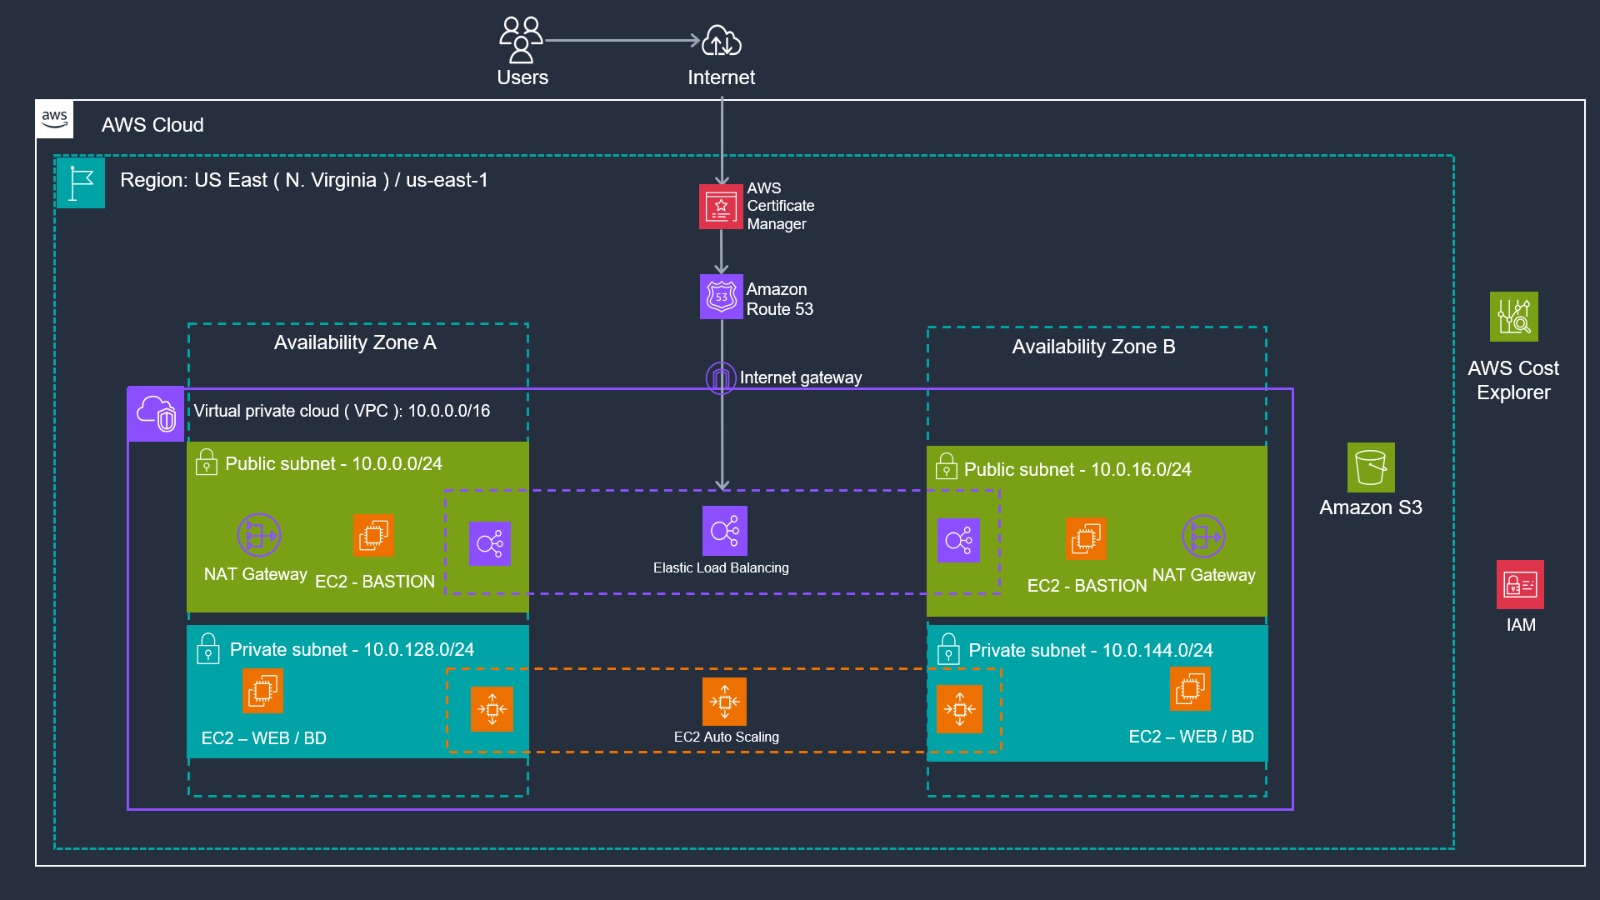 Users
Internet
aws
AWS Cloud
Region: US East ( N. Virginia ) / us-east-1
AWS
Certificate
Manager
53
Amazon
Route 53
Availability Zone A
Availability Zone B
Internet gateway
Virtual private cloud ( VPC ): 10.0.0.0/16
AWS Cost
Explorer
Public subnet - 10.0.0.0/24
Public subnet - 10.0.16.0/24
Amazon S3
NAT Gateway
EC2 - BASTION
Elastic Load Balancing
EC2 - BASTION
NAT Gateway
IAM
Private subnet - 10.0.128.0/24
Private subnet - 10.0.144.0/24
EC2 – WEB / BD
EC2 Auto Scaling
EC2 – WEB / BD